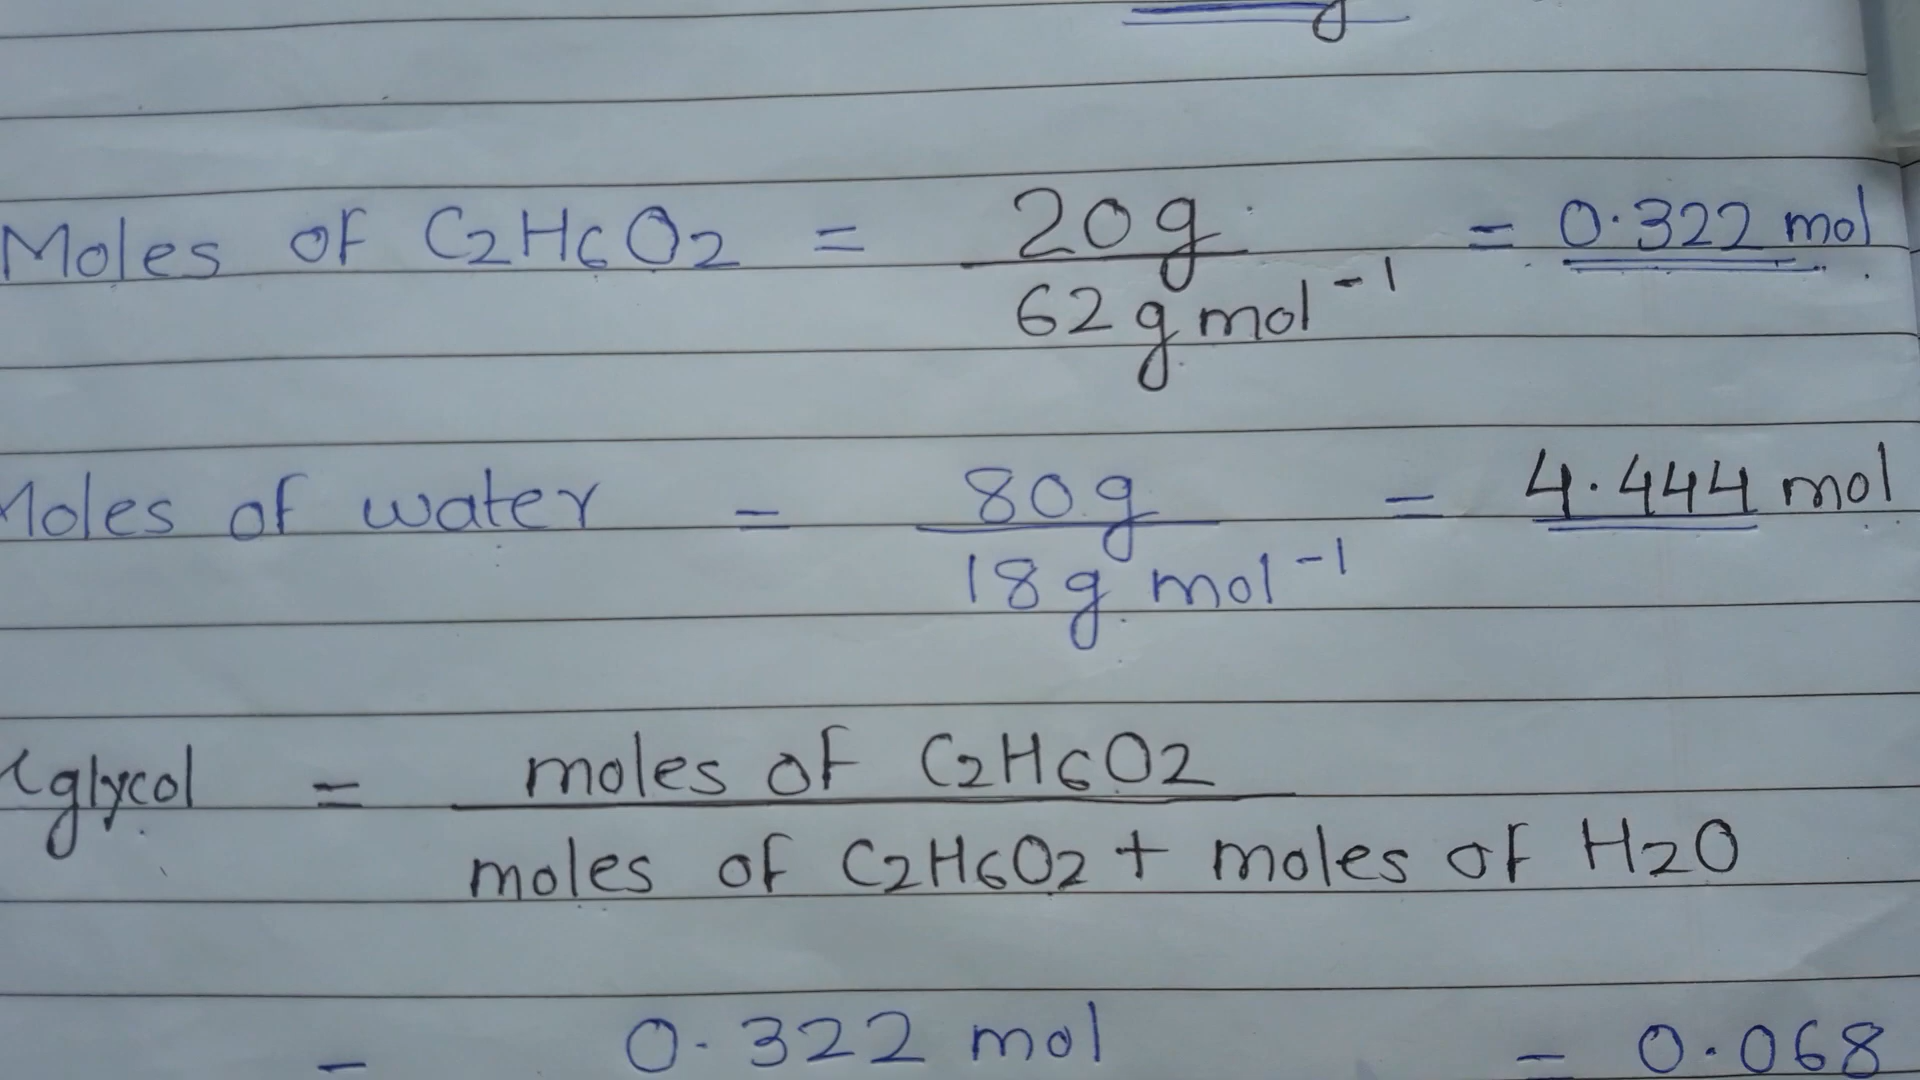 Moles of C2H6O2 = 20g = 0.322 mol
62 g mol-1
Moles of water = 80g = 4.444 mol
18 g mol-1
glycol = moles of C2H6O2
moles of C2H6O2 + moles of H2O
= 0.322 mol = 0.068